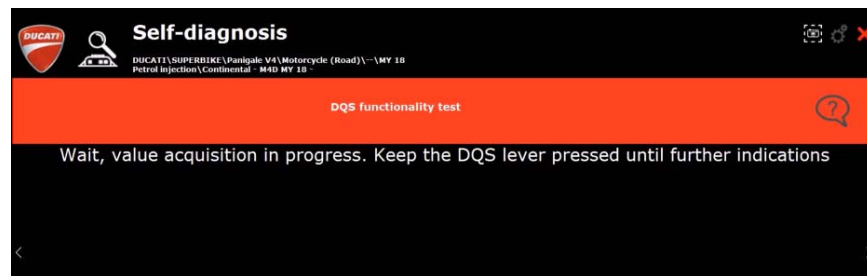 DUCATI
Self-diagnosis
DUCATI\SUPERBIKE\Panigale V4\Motorcycle (Road)\--\MY 18
Petrol injection\Continental - M4D MY 18 -
DQS functionality test
?
Wait, value acquisition in progress. Keep the DQS lever pressed until further indications
<